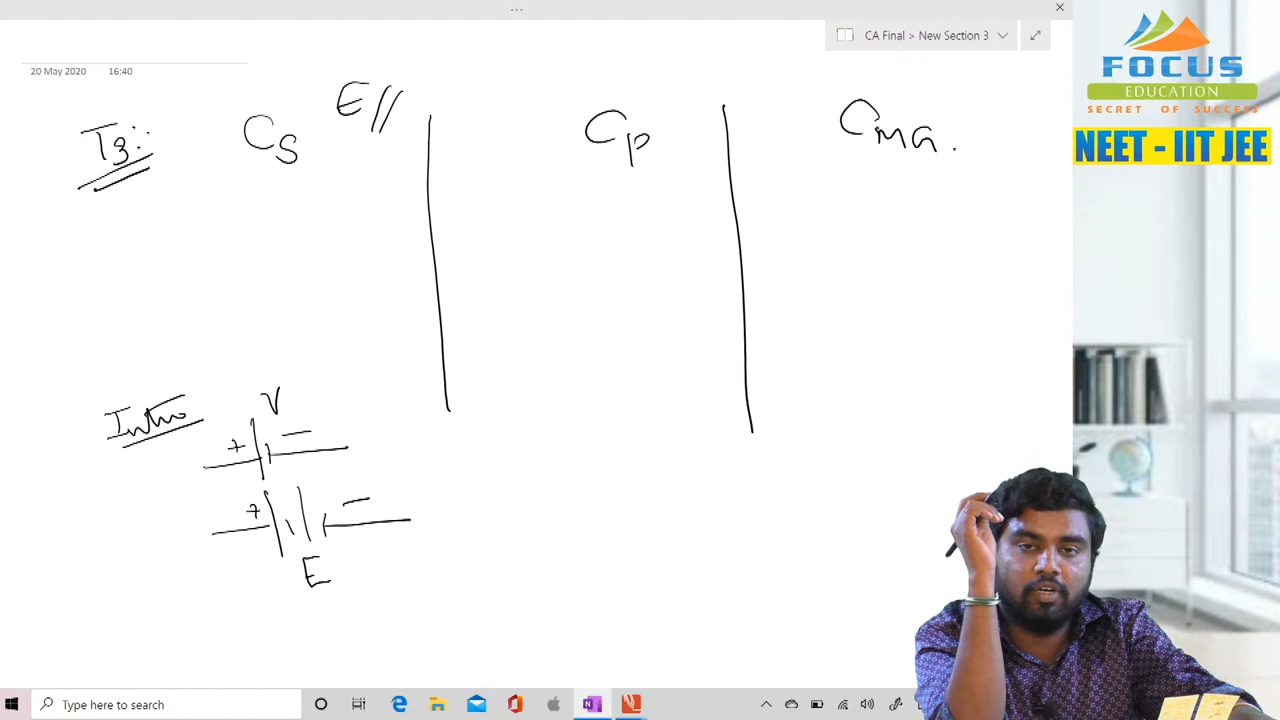 ...
CA Final > New Section 3
20 May 2020 16:40
FOCUS
EDUCATION
SECRET OF SUCCESS
NEET - IIT JEE
E//
T3:
CS
CP
CMG.
Intro
V
+ −
+ −
E
Type here to search